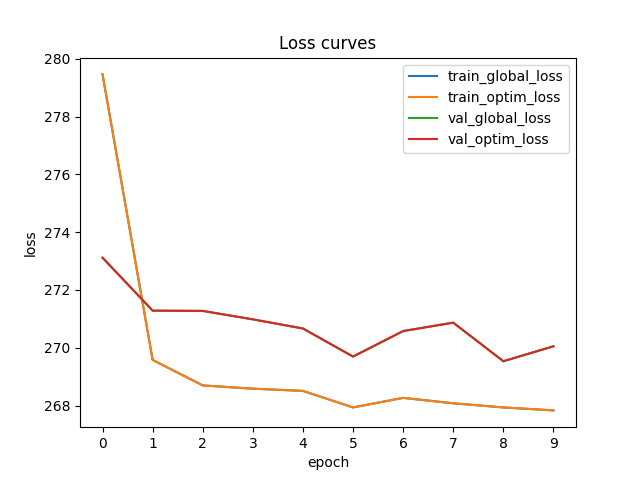 Loss curves
280
278
276
274
272
270
268
loss
train_global_loss
train_optim_loss
val_global_loss
val_optim_loss
0 1 2 3 4 5 6 7 8 9
epoch